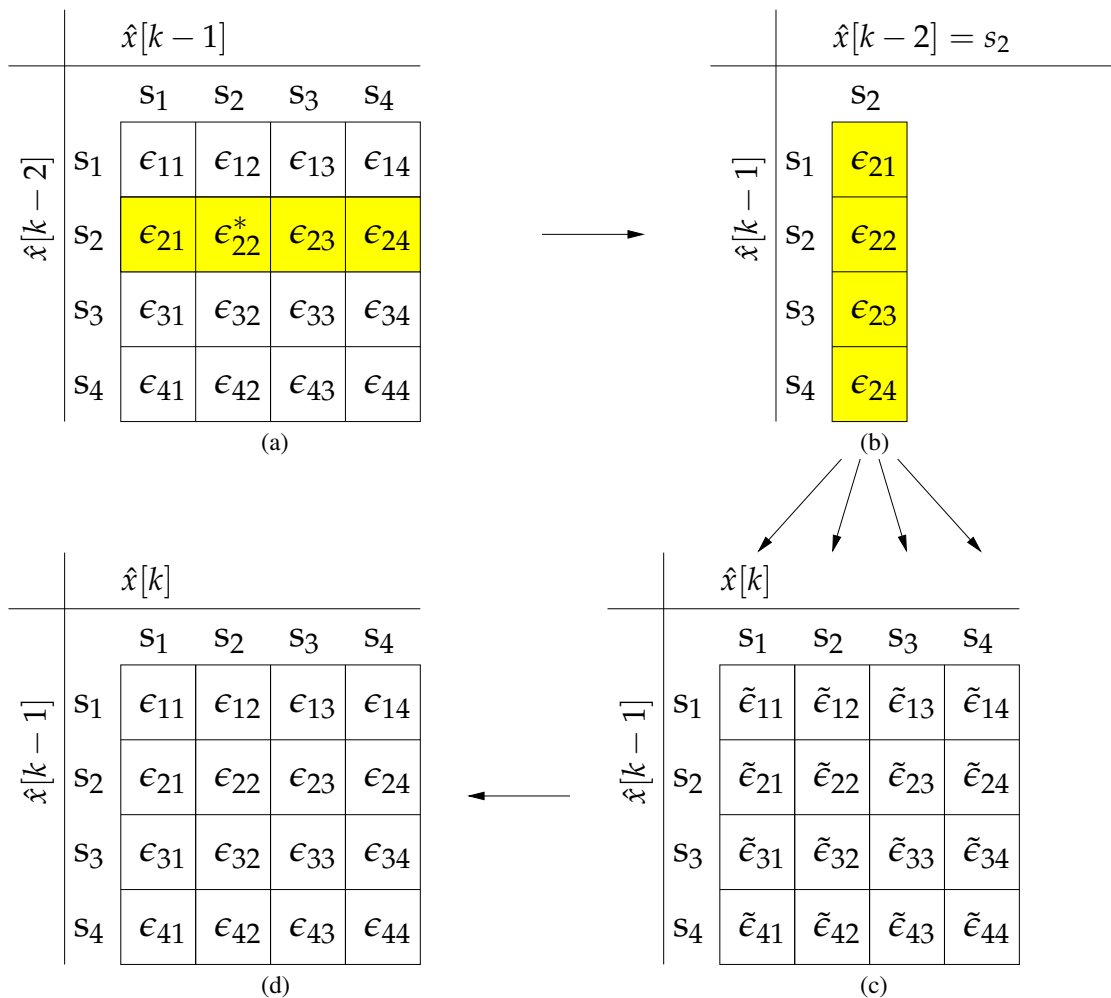 x̂[k − 1]
s₁ s₂ s₃ s₄
x̂[k − 2]
s₁ ϵ₁₁ ϵ₁₂ ϵ₁₃ ϵ₁₄
s₂ ϵ₂₁ ϵ*₂₂ ϵ₂₃ ϵ₂₄
s₃ ϵ₃₁ ϵ₃₂ ϵ₃₃ ϵ₃₄
s₄ ϵ₄₁ ϵ₄₂ ϵ₄₃ ϵ₄₄
(a)
x̂[k − 2] = s₂
s₂
x̂[k − 1]
s₁ ϵ₂₁
s₂ ϵ₂₂
s₃ ϵ₂₃
s₄ ϵ₂₄
(b)
x̂[k]
s₁ s₂ s₃ s₄
x̂[k − 1]
s₁ ϵ₁₁ ϵ₁₂ ϵ₁₃ ϵ₁₄
s₂ ϵ₂₁ ϵ₂₂ ϵ₂₃ ϵ₂₄
s₃ ϵ₃₁ ϵ₃₂ ϵ₃₃ ϵ₃₄
s₄ ϵ₄₁ ϵ₄₂ ϵ₄₃ ϵ₄₄
(d)
x̂[k]
s₁ s₂ s₃ s₄
x̂[k − 1]
s₁ ϵ̃₁₁ ϵ̃₁₂ ϵ̃₁₃ ϵ̃₁₄
s₂ ϵ̃₂₁ ϵ̃₂₂ ϵ̃₂₃ ϵ̃₂₄
s₃ ϵ̃₃₁ ϵ̃₃₂ ϵ̃₃₃ ϵ̃₃₄
s₄ ϵ̃₄₁ ϵ̃₄₂ ϵ̃₄₃ ϵ̃₄₄
(c)